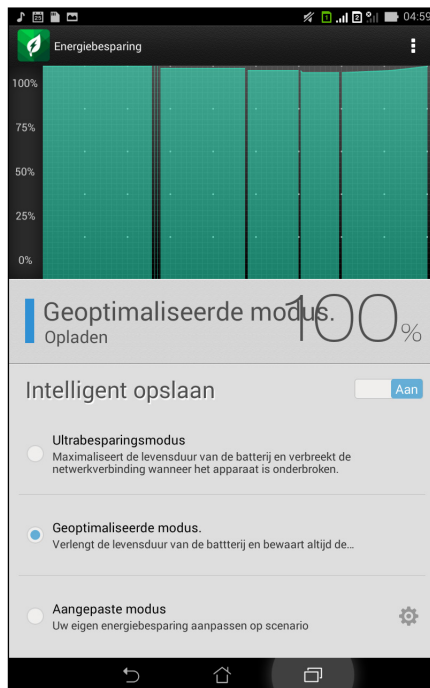 04:59
Energiebesparing
100%
75%
50%
25%
0%
Geoptimaliseerde modus.
100%
Opladen
Intelligent opslaan
Aan
Ultrabesparingsmodus
Maximaliseert de levensduur van de batterij en verbreekt de
netwerkverbinding wanneer het apparaat is onderbroken.
Geoptimaliseerde modus.
Verlengt de levensduur van de battterij en bewaart altijd de…
Aangepaste modus
Uw eigen energiebesparing aanpassen op scenario